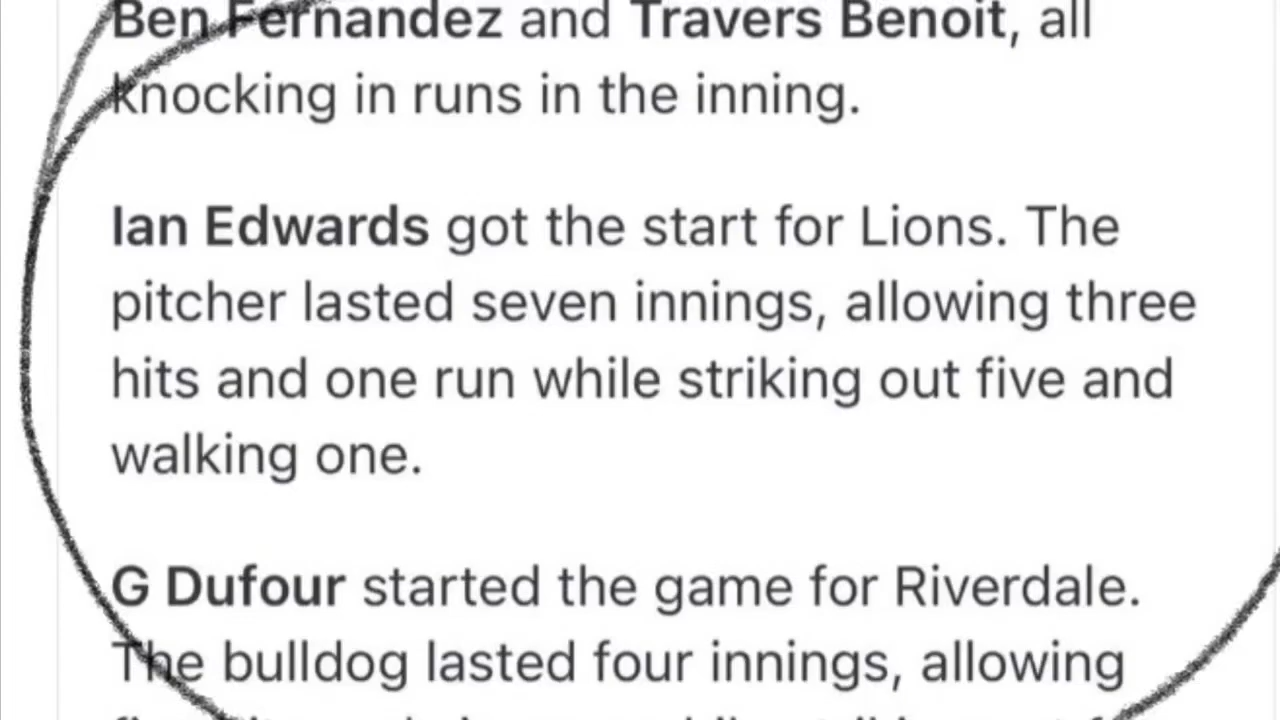 Ben Fernandez and Travers Benoit, all
knocking in runs in the inning.
Ian Edwards got the start for Lions. The
pitcher lasted seven innings, allowing three
hits and one run while striking out five and
walking one.
G Dufour started the game for Riverdale.
The bulldog lasted four innings, allowing